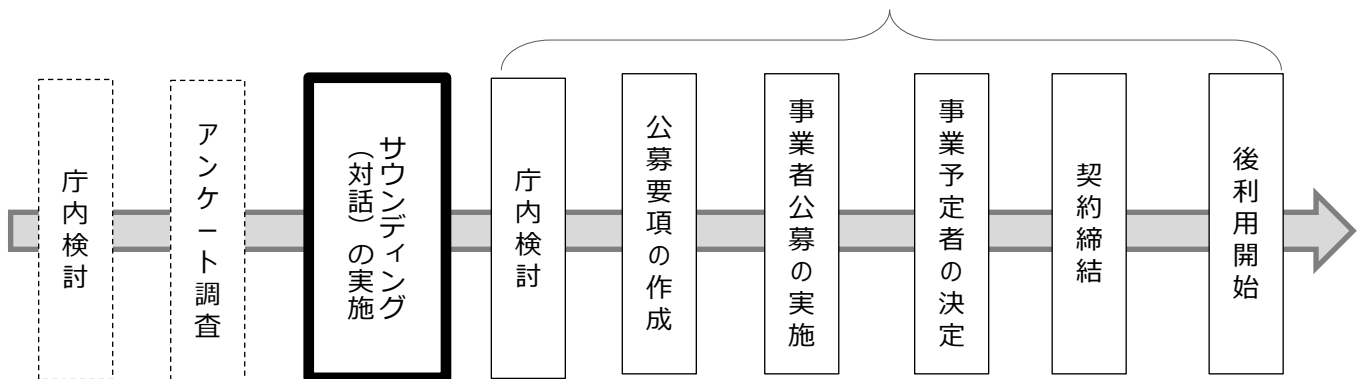 庁内検討
アンケート調査
サウンディング
（対話）の実施
庁内検討
公募要項の作成
事業者公募の実施
事業予定者の決定
契約締結
後利用開始